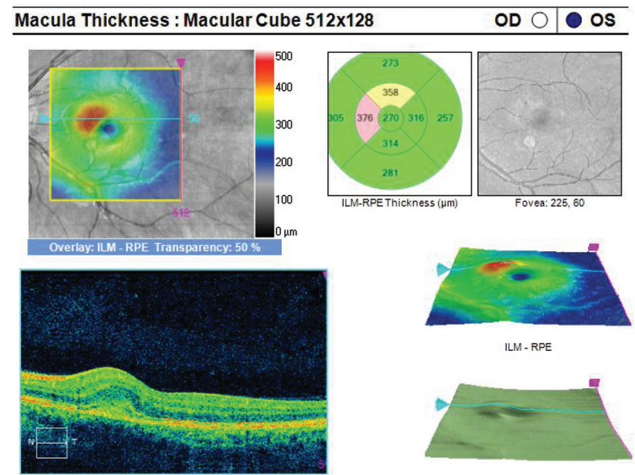 Macula Thickness : Macular Cube 512x128
OD OS
500
400
300
200
100
0 µm
50
512
Overlay: ILM - RPE Transparency: 50 %
273
358
305 376 270 316 257
314
281
ILM-RPE Thickness (µm)
Fovea: 225, 60
ILM - RPE
N T